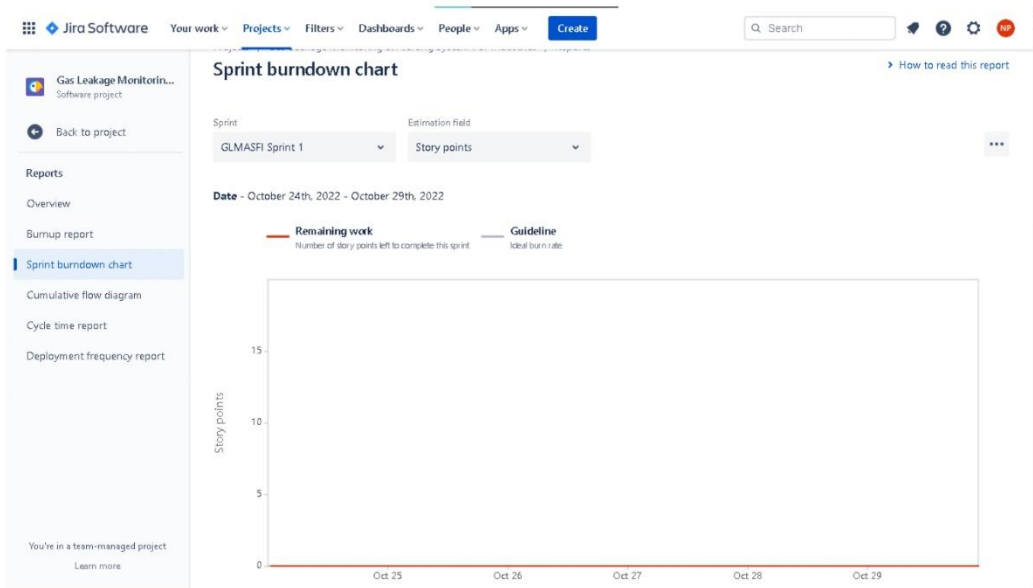 Jira Software Your work Projects Filters Dashboards People Apps Create Search NP
Gas Leakage Monitorin...
Software project
Back to project
Reports
Overview
Burnup report
Sprint burndown chart
Cumulative flow diagram
Cycle time report
Deployment frequency report
You're in a team-managed project
Learn more
Sprint burndown chart
How to read this report
Sprint Estimation field
GLMASFI Sprint 1 Story points
Date - October 24th, 2022 - October 29th, 2022
Remaining work Guideline
Number of story points left to complete this sprint Ideal burn rate
Story points
15
10
5
0
Oct 25 Oct 26 Oct 27 Oct 28 Oct 29